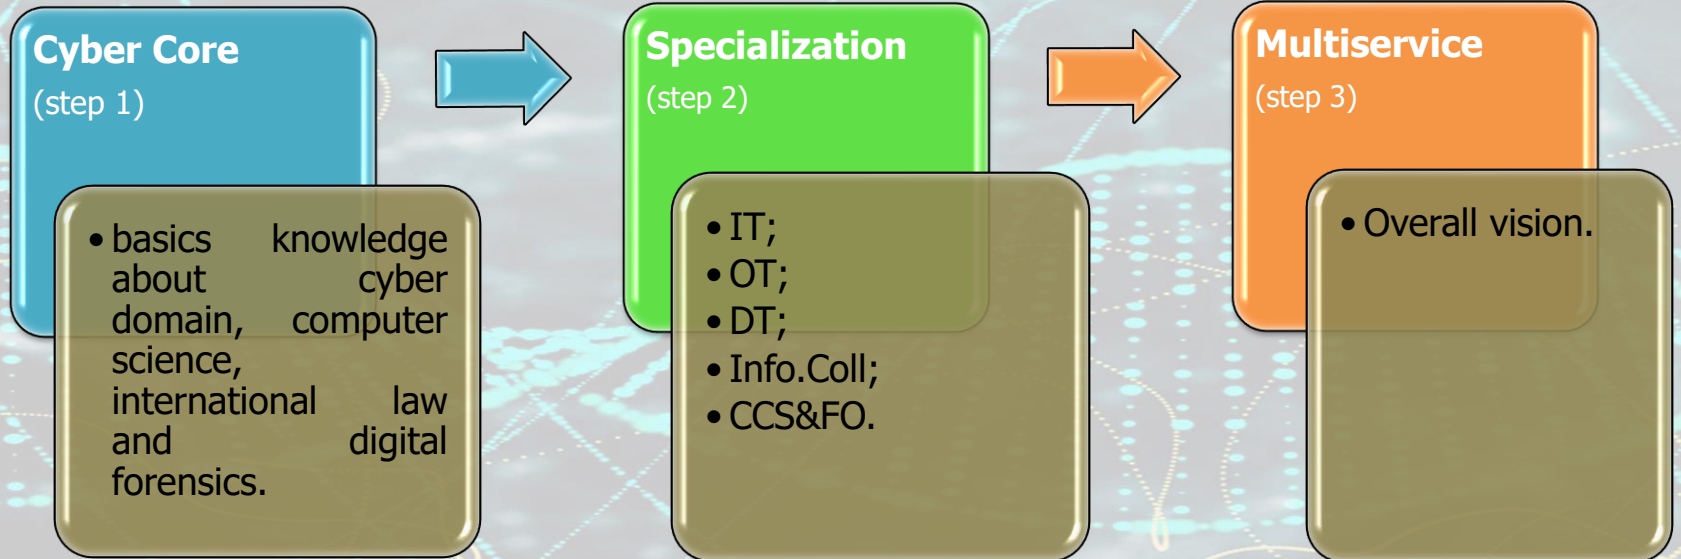 Cyber Core
(step 1)
• basics knowledge
about cyber
domain, computer
science,
international law
and digital
forensics.
Specialization
(step 2)
• IT;
• OT;
• DT;
• Info.Coll;
• CCS&FO.
Multiservice
(step 3)
• Overall vision.